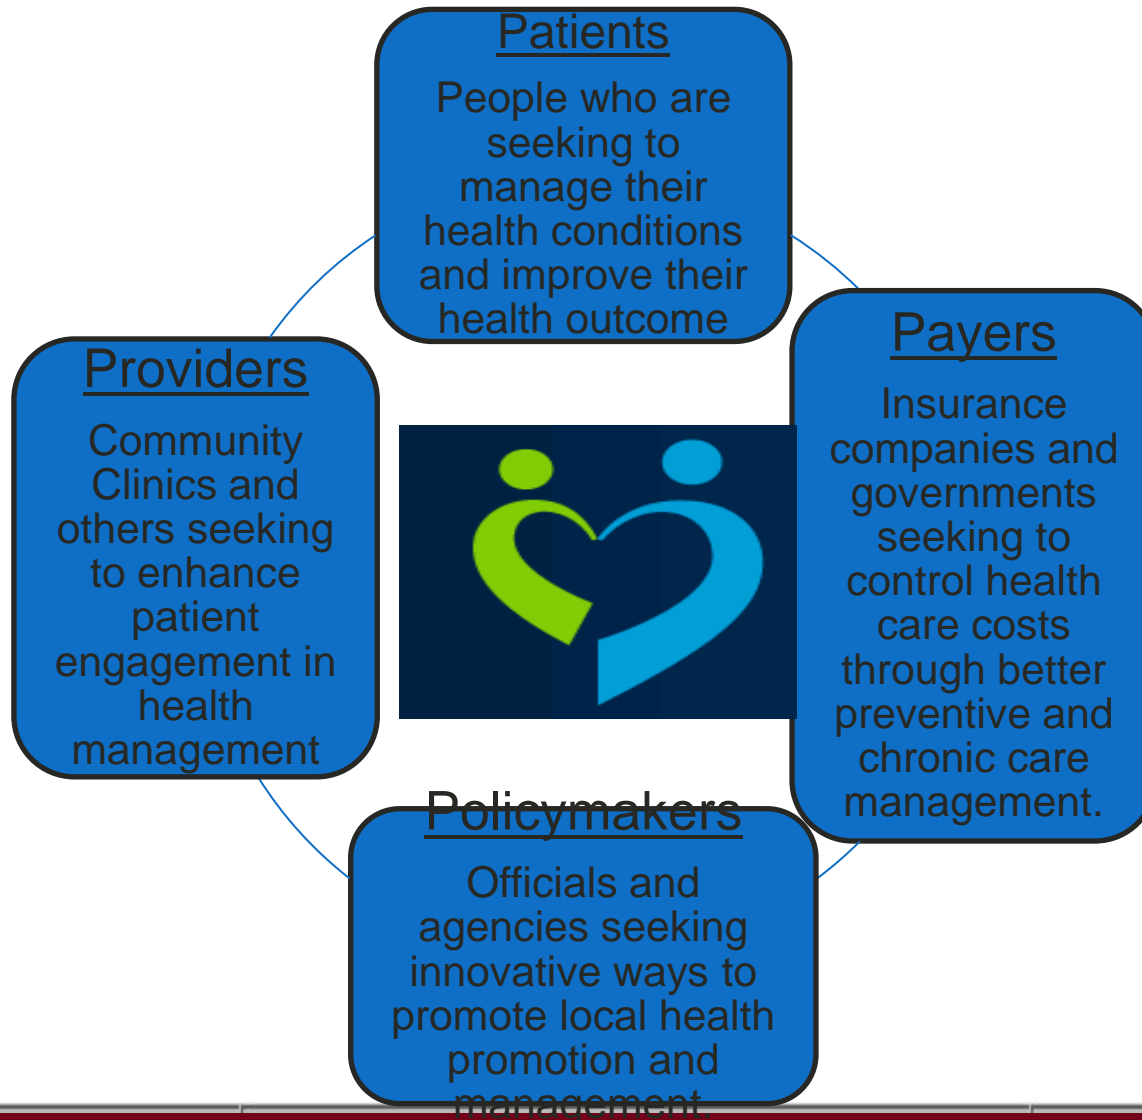 Patients
People who are
seeking to
manage their
health conditions
and improve their
health outcome
Providers
Community
Clinics and
others seeking
to enhance
patient
engagement in
health
management
Payers
Insurance
companies and
governments
seeking to
control health
care costs
through better
preventive and
chronic care
management.
Policymakers
Officials and
agencies seeking
innovative ways to
promote local health
promotion and
management.